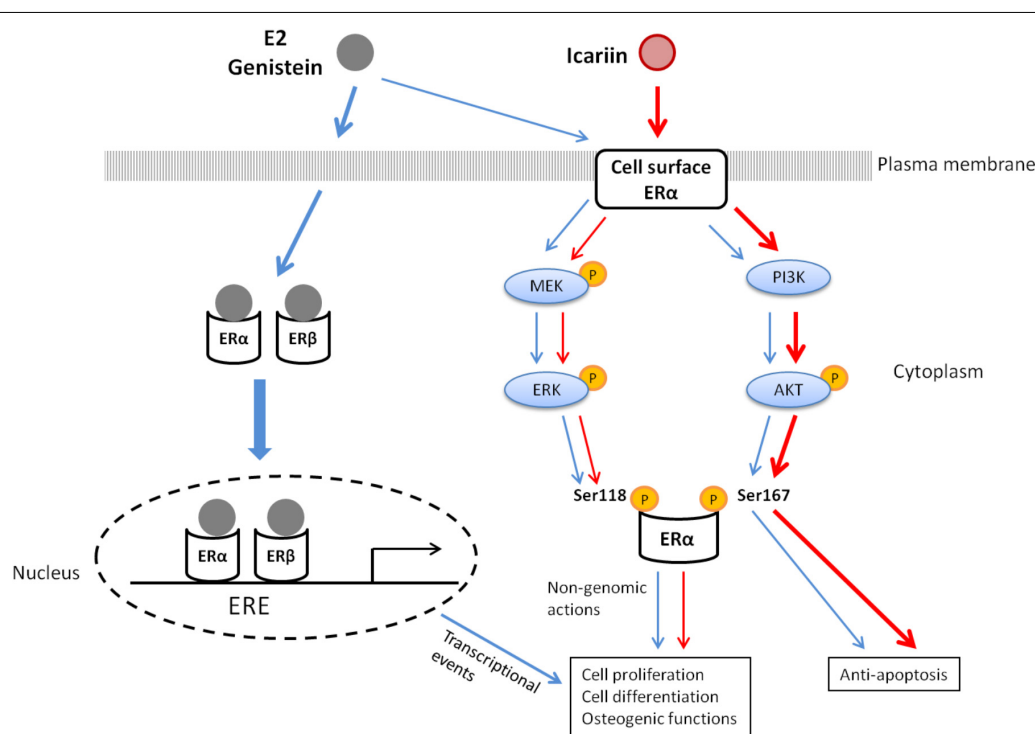 E2
Genistein
Icariin
Cell surface
ERα
Plasma membrane
MEK
P
PI3K
ERα
ERβ
ERK
P
AKT
P
Cytoplasm
Ser118
P
P
Ser167
ERα
ERα
ERβ
Nucleus
ERE
Non-genomic
actions
Transcriptional
events
Cell proliferation
Cell differentiation
Osteogenic functions
Anti-apoptosis